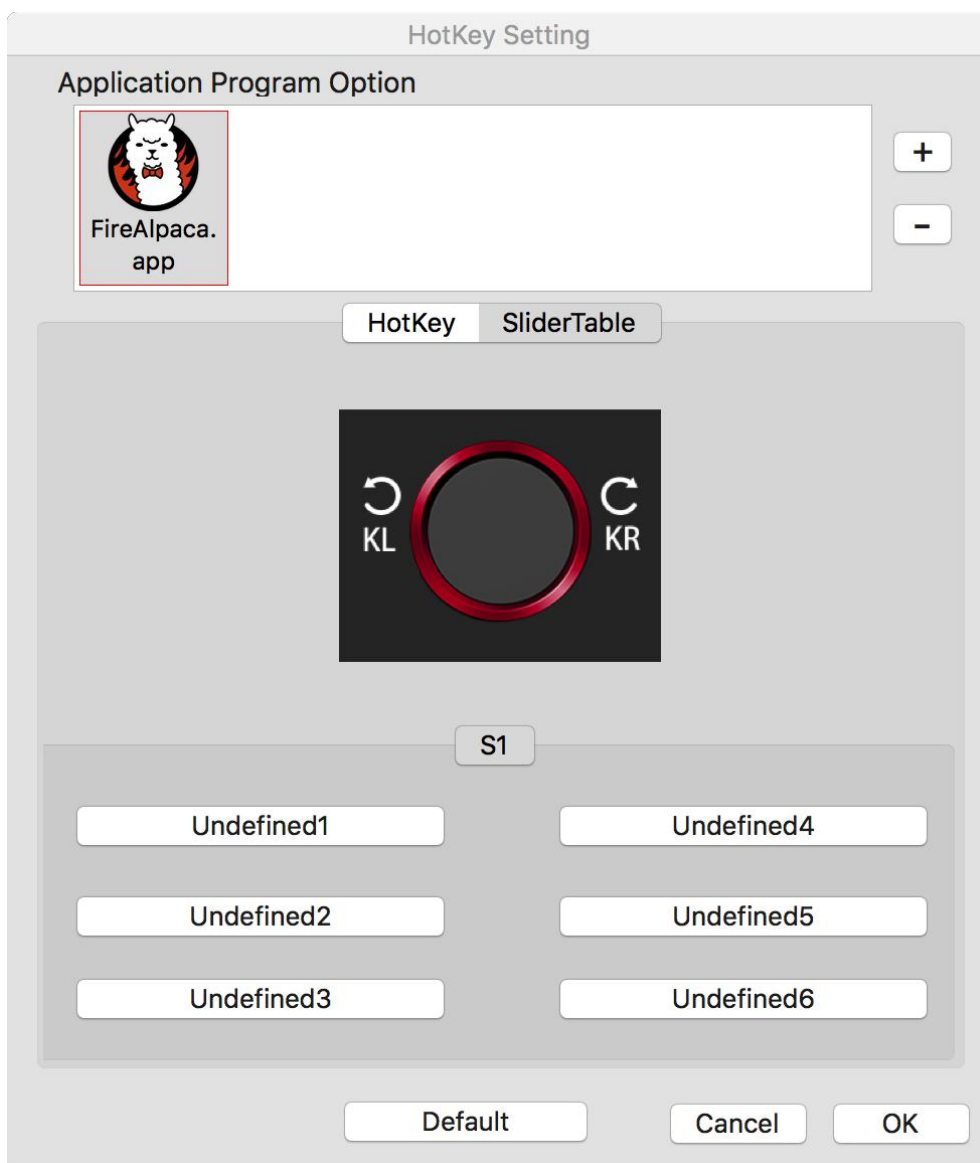 HotKey Setting
Application Program Option
FireAlpaca.
app
+
-
HotKey SliderTable
KL
KR
S1
Undefined1 Undefined4
Undefined2 Undefined5
Undefined3 Undefined6
Default Cancel OK